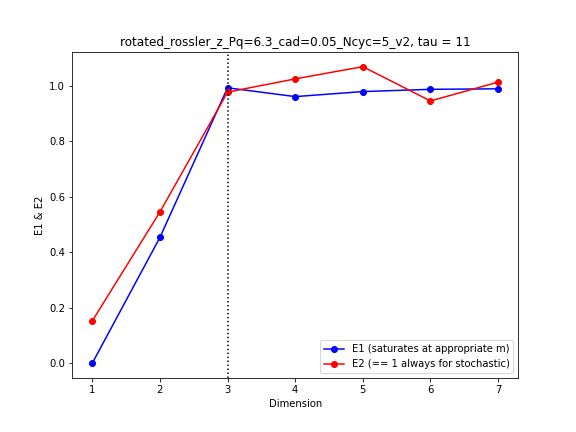 rotated_rossler_z_Pq=6.3_cad=0.05_Ncyc=5_v2, tau = 11
1.0
0.8
0.6
0.4
0.2
0.0
E1 & E2
E1 (saturates at appropriate m)
E2 (== 1 always for stochastic)
1 2 3 4 5 6 7
Dimension